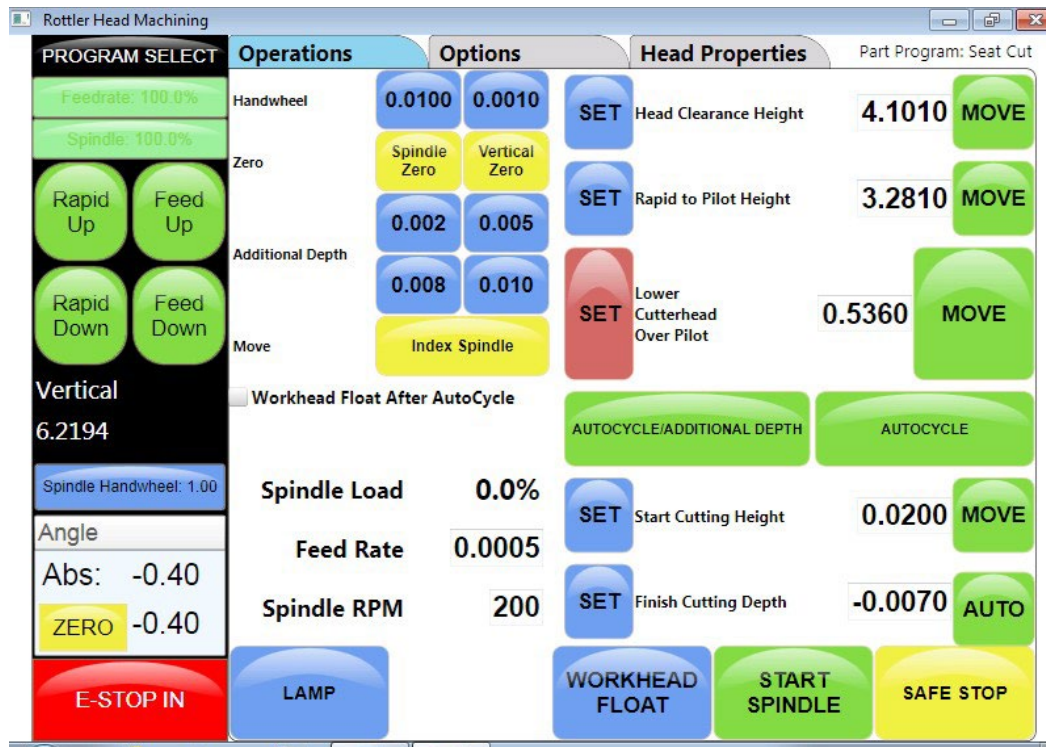 Rottler Head Machining
PROGRAM SELECT
Operations
Options
Head Properties
Part Program: Seat Cut
Feedrate: 100.0%
Spindle: 100.0%
Rapid Up
Feed Up
Rapid Down
Feed Down
Vertical
6.2194
Spindle Handwheel: 1.00
Angle
Abs: -0.40
ZERO -0.40
E-STOP IN
Handwheel 0.0100 0.0010
Zero Spindle Zero Vertical Zero
0.002 0.005
Additional Depth
0.008 0.010
Move Index Spindle
Workhead Float After AutoCycle
Spindle Load 0.0%
Feed Rate 0.0005
Spindle RPM 200
LAMP
SET Head Clearance Height 4.1010 MOVE
SET Rapid to Pilot Height 3.2810 MOVE
SET Lower Cutterhead Over Pilot 0.5360 MOVE
AUTOCYCLE/ADDITIONAL DEPTH AUTOCYCLE
SET Start Cutting Height 0.0200 MOVE
SET Finish Cutting Depth -0.0070 AUTO
WORKHEAD FLOAT
START SPINDLE
SAFE STOP